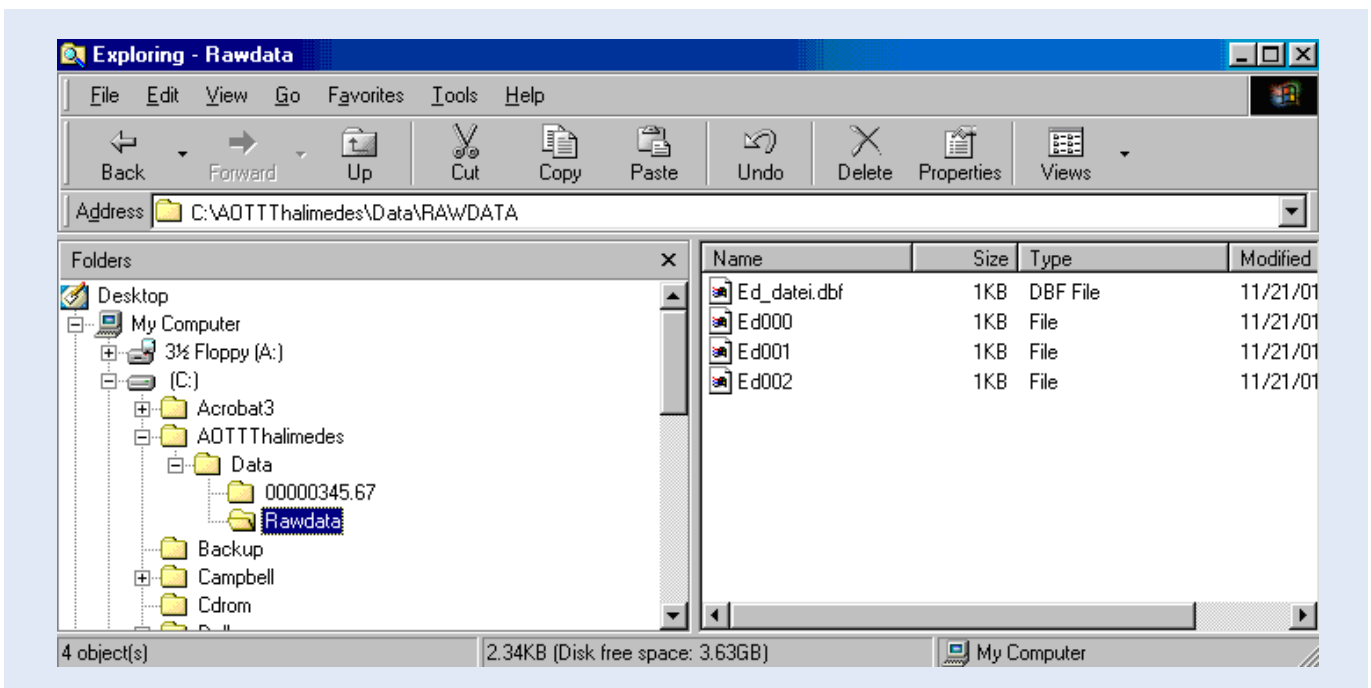 Exploring - Rawdata
File Edit View Go Favorites Tools Help
Back Forward Up Cut Copy Paste Undo Delete Properties Views
Address C:\AOTTThalimedes\Data\RAWDATA
Folders
Name Size Type Modified
Desktop
Ed_datei.dbf 1KB DBF File 11/21/01
My Computer
Ed000 1KB File 11/21/01
3½ Floppy (A:)
Ed001 1KB File 11/21/01
(C:)
Ed002 1KB File 11/21/01
Acrobat3
AOTTThalimedes
Data
00000345.67
Rawdata
Backup
Campbell
Cdrom
4 object(s) 2.34KB (Disk free space: 3.63GB) My Computer